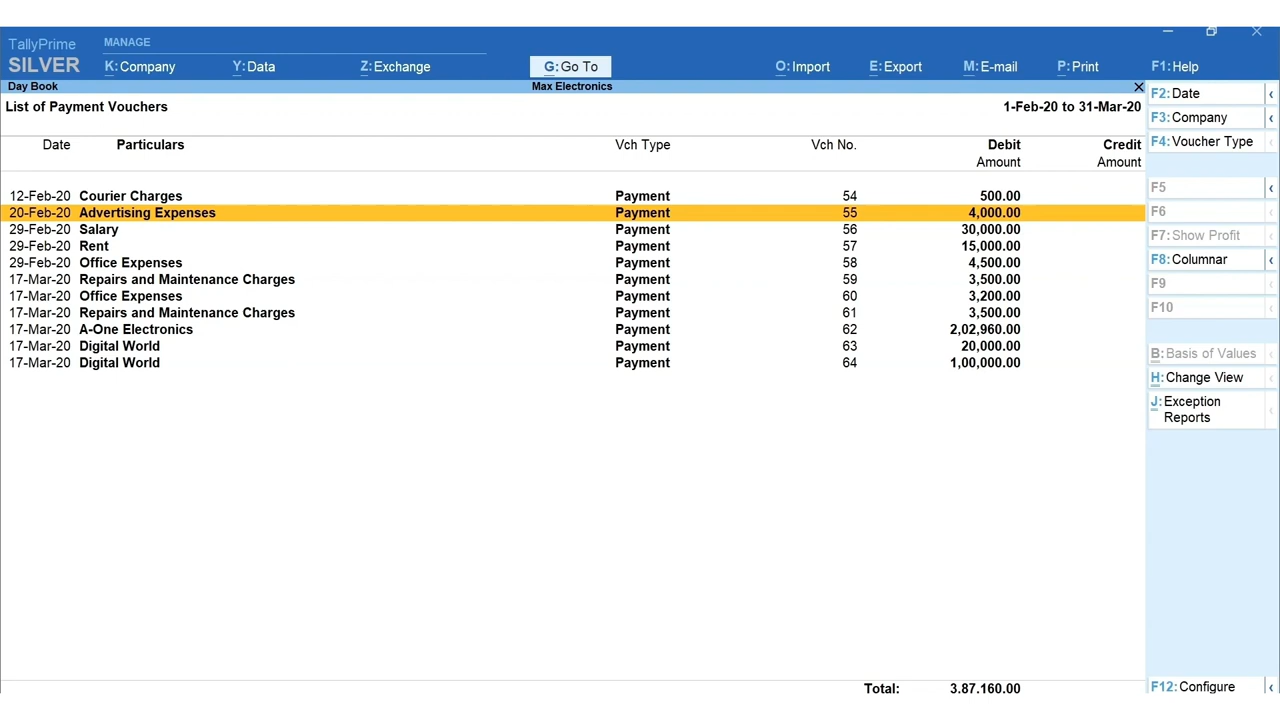 TallyPrime
SILVER
MANAGE
K:Company Y:Data Z:Exchange G:Go To O:Import E:Export M:E-mail P:Print F1:Help
Day Book Max Electronics
List of Payment Vouchers 1-Feb-20 to 31-Mar-20
Date Particulars Vch Type Vch No. Debit Credit
Amount Amount
12-Feb-20 Courier Charges Payment 54 500.00
20-Feb-20 Advertising Expenses Payment 55 4,000.00
29-Feb-20 Salary Payment 56 30,000.00
29-Feb-20 Rent Payment 57 15,000.00
29-Feb-20 Office Expenses Payment 58 4,500.00
17-Mar-20 Repairs and Maintenance Charges Payment 59 3,500.00
17-Mar-20 Office Expenses Payment 60 3,200.00
17-Mar-20 Repairs and Maintenance Charges Payment 61 3,500.00
17-Mar-20 A-One Electronics Payment 62 2,02,960.00
17-Mar-20 Digital World Payment 63 20,000.00
17-Mar-20 Digital World Payment 64 1,00,000.00
Total: 3.87.160.00
F2:Date
F3:Company
F4:Voucher Type
F5
F6
F7:Show Profit
F8:Columnar
F9
F10
B:Basis of Values
H:Change View
J:Exception
Reports
F12:Configure